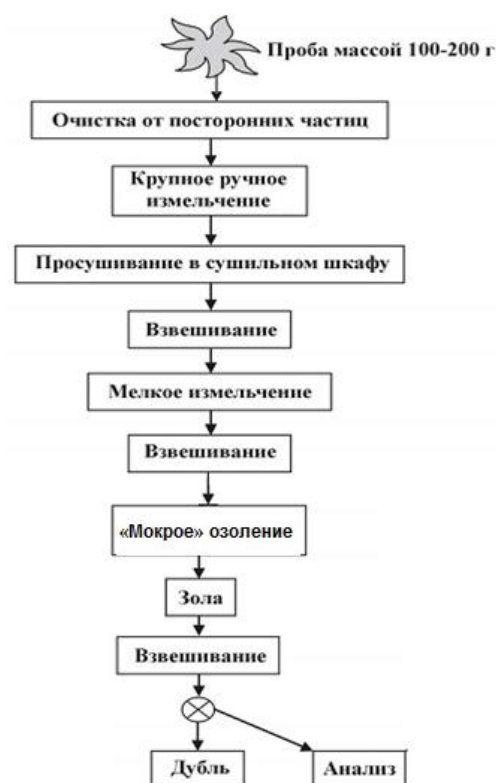 Проба массой 100-200 г
Очистка от посторонних частиц
Крупное ручное
измельчение
Просушивание в сушильном шкафу
Взвешивание
Мелкое измельчение
Взвешивание
«Мокрое» озоление
Зола
Взвешивание
Дубль
Анализ